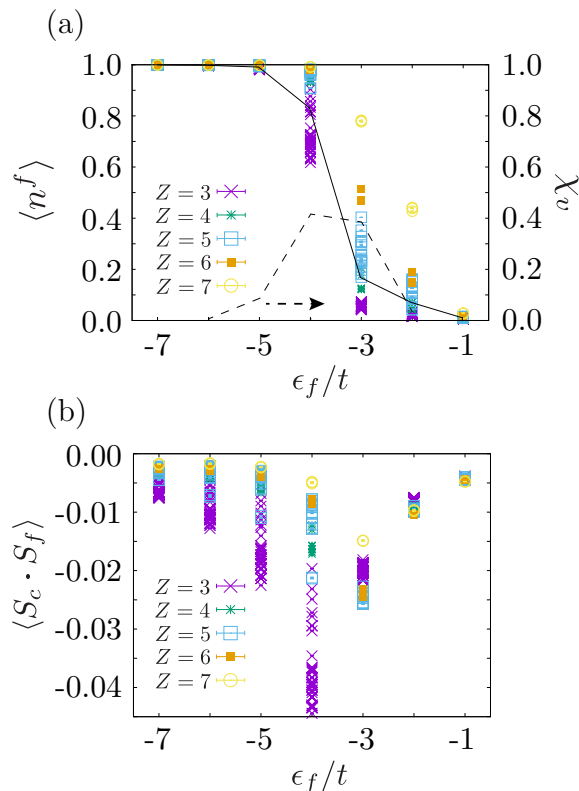 (a)
1.0
0.8
0.6
0.4
0.2
0.0
⟨n^f⟩
Z = 3
Z = 4
Z = 5
Z = 6
Z = 7
1.0
0.8
0.6
0.4
0.2
0.0
χ_v
-7 -5 -3 -1
ϵ_f/t
(b)
0.00
-0.01
-0.02
-0.03
-0.04
⟨S_c · S_f⟩
Z = 3
Z = 4
Z = 5
Z = 6
Z = 7
-7 -5 -3 -1
ϵ_f/t